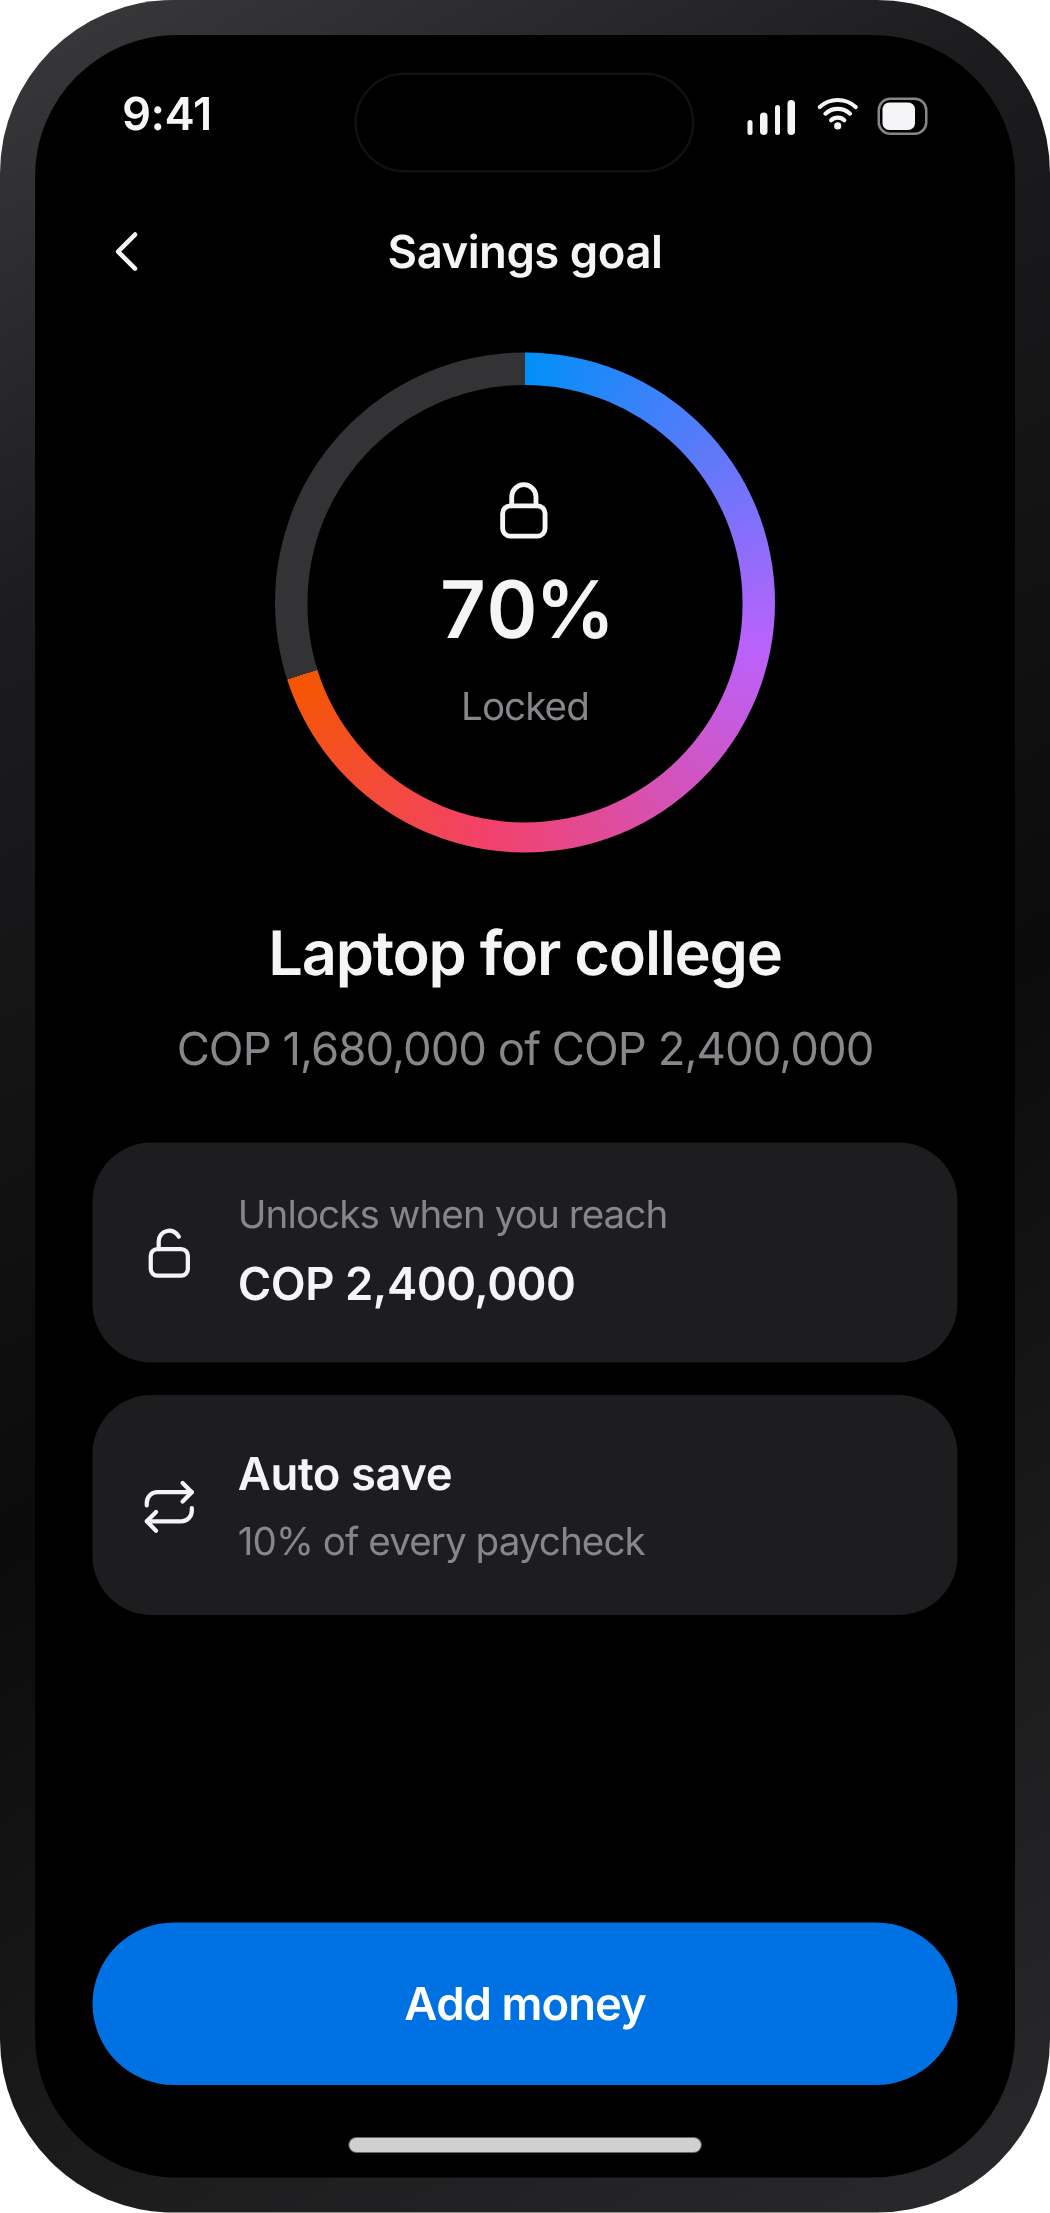 9:41
Savings goal
70%
Locked
Laptop for college
COP 1,680,000 of COP 2,400,000
Unlocks when you reach
COP 2,400,000
Auto save
10% of every paycheck
Add money